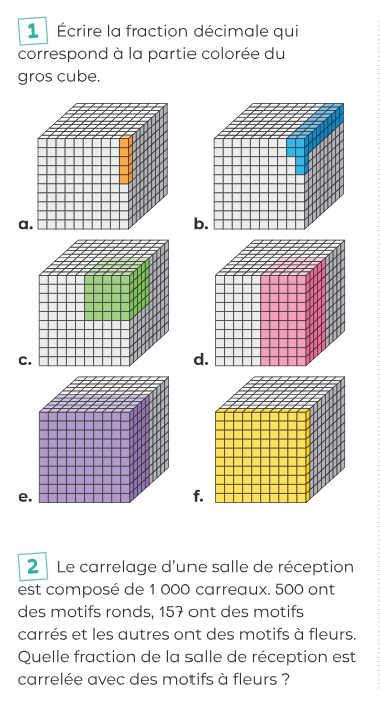 1 Écrire la fraction décimale qui
correspond à la partie colorée du
gros cube.
a.
b.
c.
d.
e.
f.
2 Le carrelage d’une salle de réception
est composé de 1 000 carreaux. 500 ont
des motifs ronds, 157 ont des motifs
carrés et les autres ont des motifs à fleurs.
Quelle fraction de la salle de réception est
carrelée avec des motifs à fleurs ?